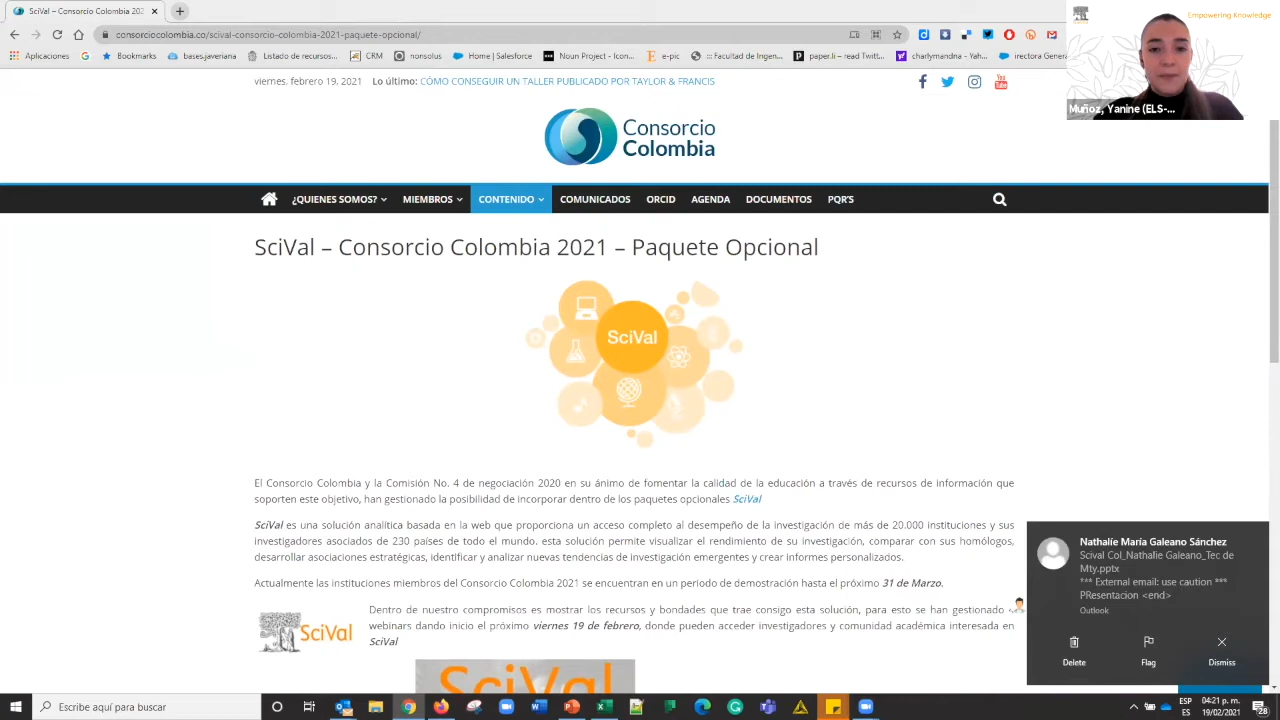 SciVal – Consorcio Colombia 202
consorciocolombia.co/scival-consorcio-colombia-2021-paquete-opcional/
Aplicaciones
Bookmarks
basedecaveriana
Listado de recurso...
Home | Salesforce
Noun Project - Icon...
e-plu
Wikipedia
:::Facultad de Ingen...
paper.li – read Twitt...
irectera General
viernes, febrero 19, 2021
Lo último: CÓMO CONSEGUIR UN TALLER PUBLICADO POR TAYLOR & FRANCIS
You
Tube
Empowering Knowledge
Muñoz, Yanine (ELS-...
Consorcio
Colombia
¿QUIENES SOMOS? MIEMBROS CONTENIDO COMUNICADOS ORCID AGENDA DOCUMENTOS PQR'S
SciVal – Consorcio Colombia 2021 – Paquete Opcional
SciVal
El Consorcio Colombia y la Comisión No. 4 de negociación 2020 en su ánimo de fomentar la calidad de la educación a través de recursos de información que
soporten este objetivo, han gestionado la posibilidad de incorporar dentro de los paquetes opcionales SciVal
SciVal es una solución analítica basada en la web que proporciona un acceso completo al desempeño de la investigación de más de 20.000 instituciones y sus
investigadores asociados de 230 países de todo el mundo. esta solución permite visualizar el rendimiento de su investigación, comparar con sus homólogos,
desarrollar asociaciones estratégicas, identificar y analizar nuevas tendencias de investigación emergentes y crear informes personalizados.
Actualmente las instituciones miembros del Consorcio Colombia 2021 se encuentran en un periodo de demostración hasta el próximo 31 de Marzo.
SciVal
Dentro de nuestro compromisos es mostrar los recursos y bondades que trae consigo esta solución, para esto se han gestionado
webinars dando inicio el próximo viernes 19 de febrero, donde pueden acceder investigadores y comunidad académica interesada en
SciVal
SciVal
Nathalíe María Galeano Sánchez
Scival Col_Nathalie Galeano_Tec de
Mty.pptx
*** External email: use caution ***
PResentacion <end>
Outlook
Delete Flag Dismiss
Escribe aquí para buscar
ESP
ES
04:21 p. m.
19/02/2021
28